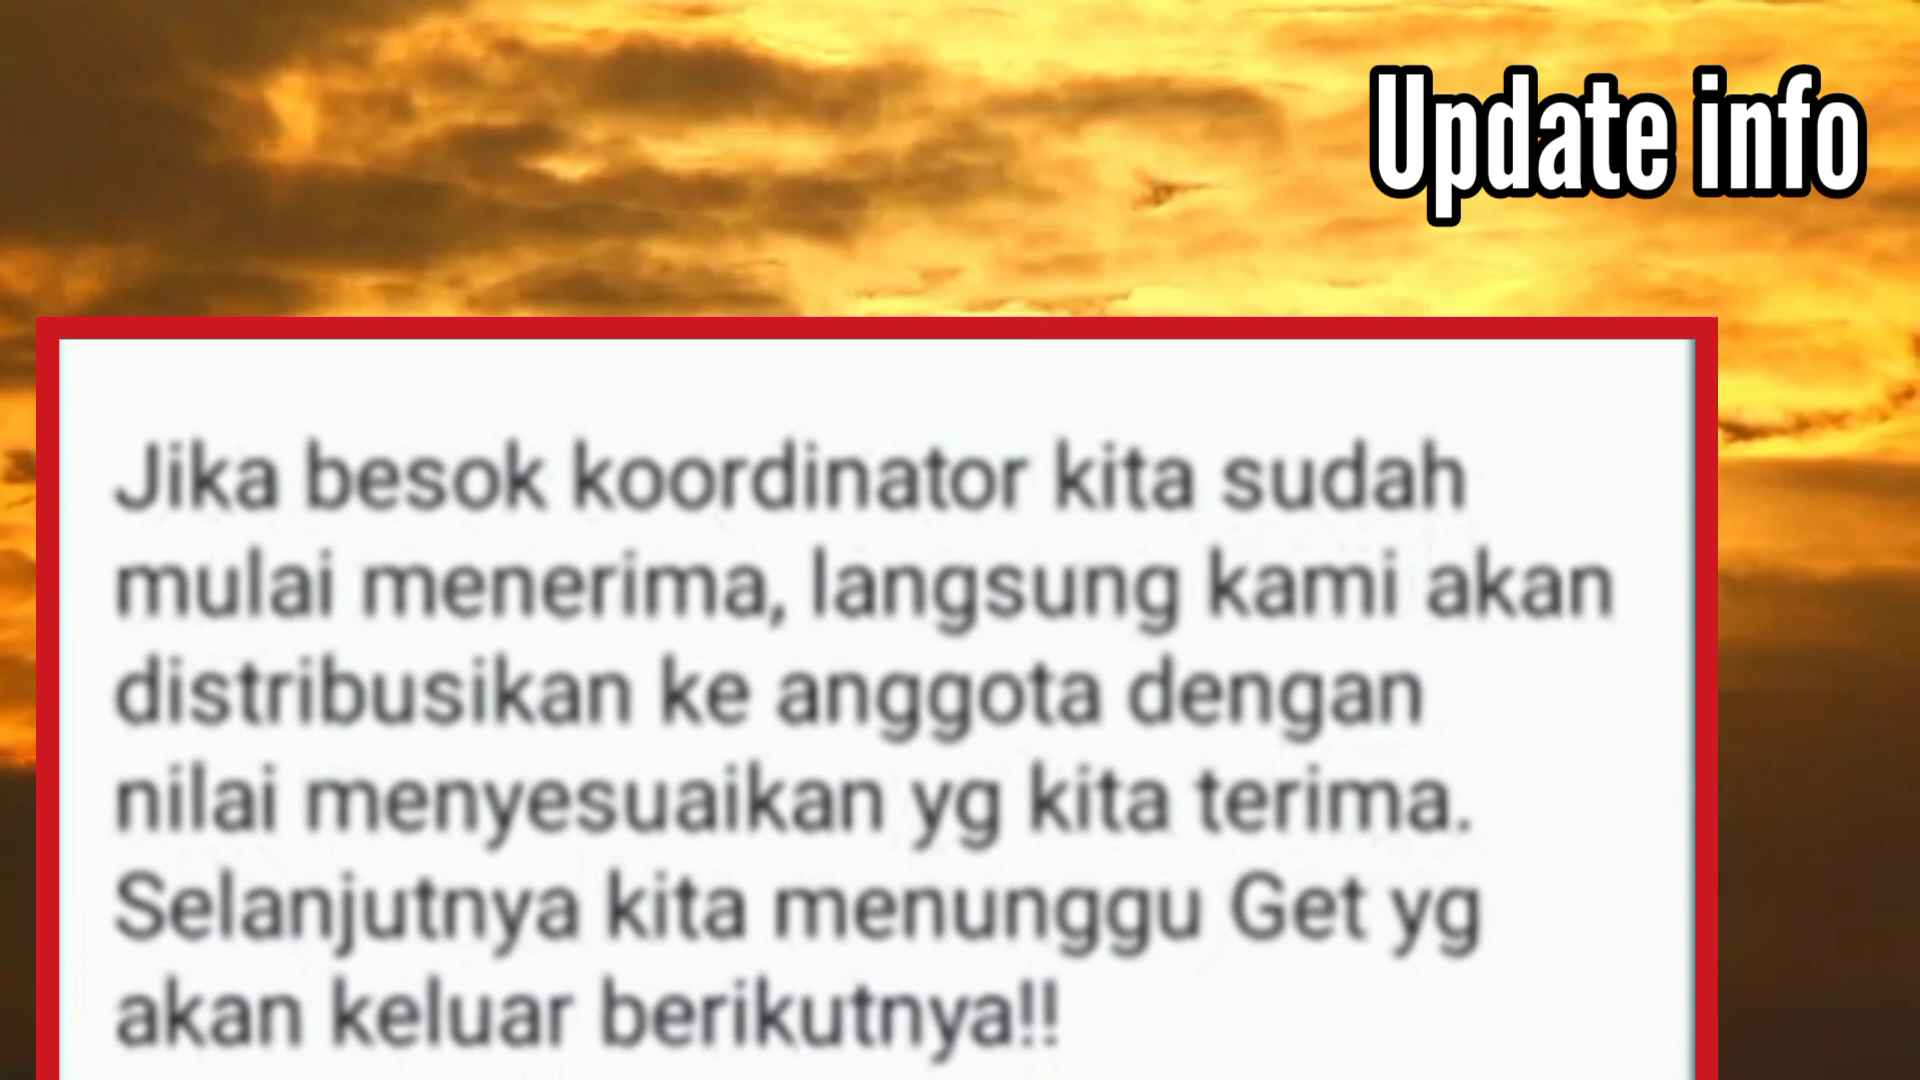 Update info
Jika besok koordinator kita sudah
mulai menerima, langsung kami akan
distribusikan ke anggota dengan
nilai menyesuaikan yg kita terima.
Selanjutnya kita menunggu Get yg
akan keluar berikutnya!!